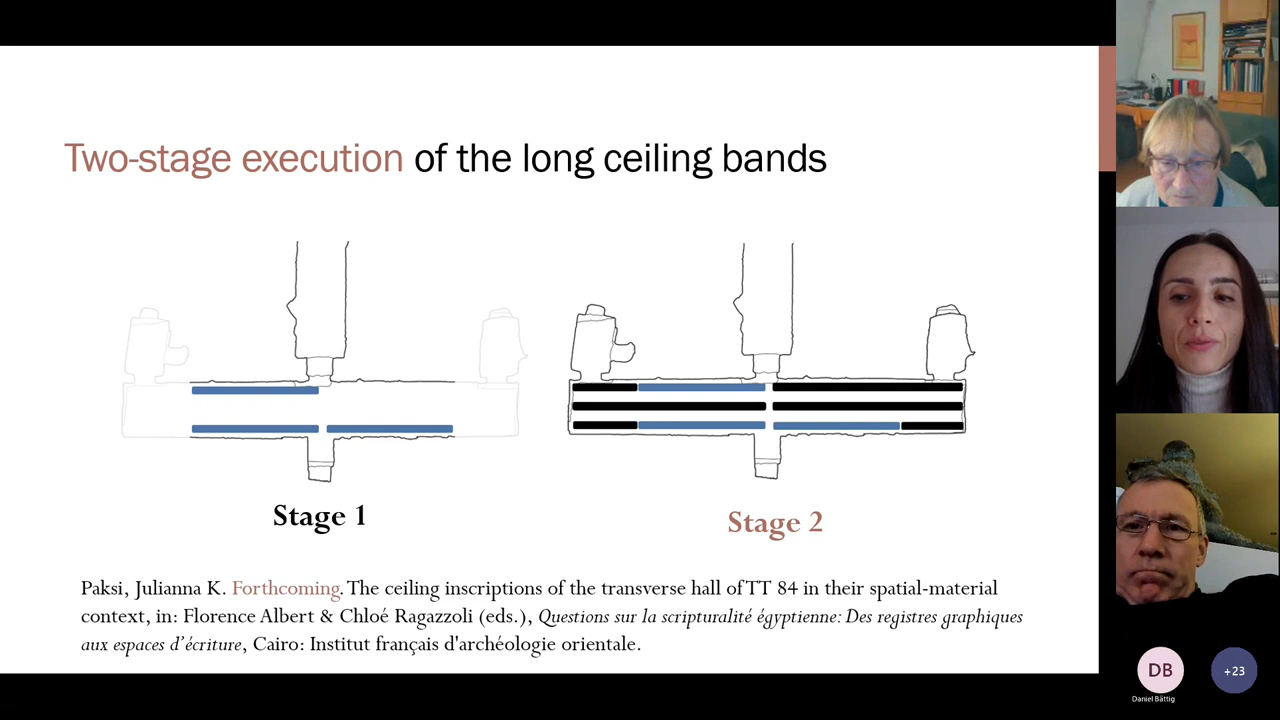 Two-stage execution of the long ceiling bands
Stage 1
Stage 2
Paksi, Julianna K. Forthcoming. The ceiling inscriptions of the transverse hall of TT 84 in their spatial-material
context, in: Florence Albert & Chloé Ragazzoli (eds.), Questions sur la scripturalité égyptienne: Des registres graphiques
aux espaces d’écriture, Cairo: Institut français d'archéologie orientale.
DB
Daniel Bättig
+23